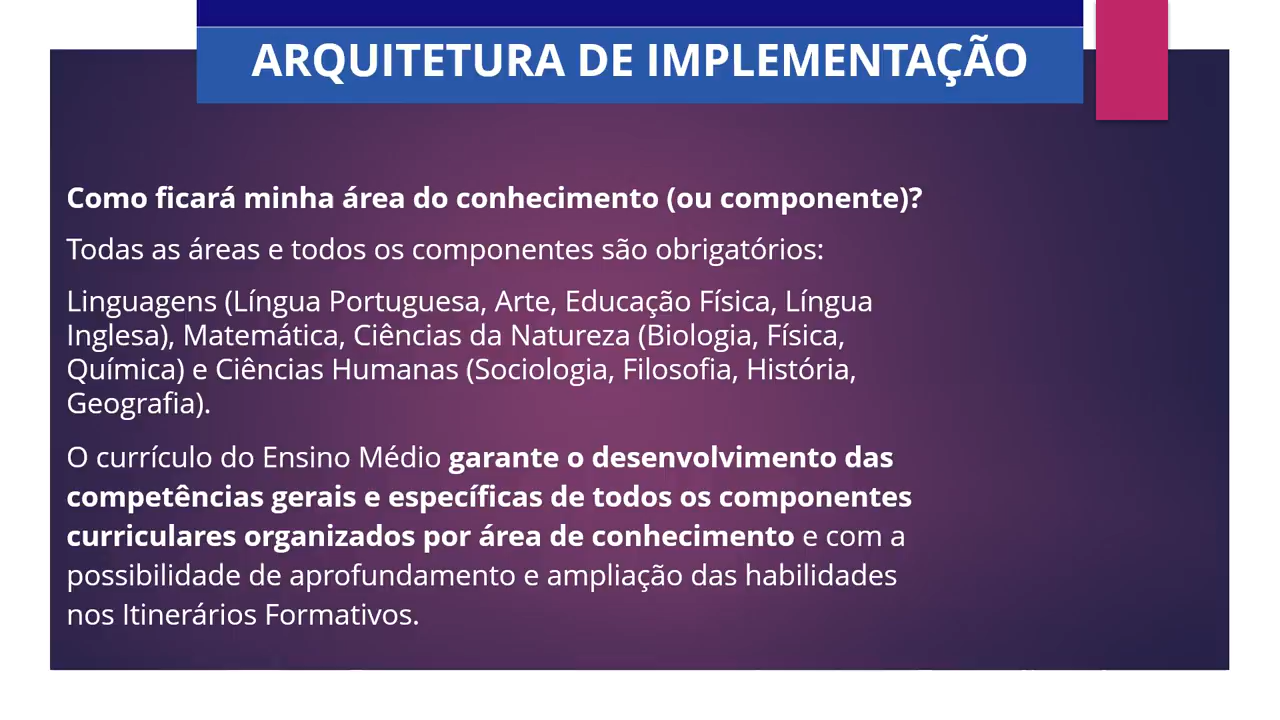 ARQUITETURA DE IMPLEMENTAÇÃO
Como ficará minha área do conhecimento (ou componente)?
Todas as áreas e todos os componentes são obrigatórios:
Linguagens (Língua Portuguesa, Arte, Educação Física, Língua
Inglesa), Matemática, Ciências da Natureza (Biologia, Física,
Química) e Ciências Humanas (Sociologia, Filosofia, História,
Geografia).
O currículo do Ensino Médio garante o desenvolvimento das
competências gerais e específicas de todos os componentes
curriculares organizados por área de conhecimento e com a
possibilidade de aprofundamento e ampliação das habilidades
nos Itinerários Formativos.